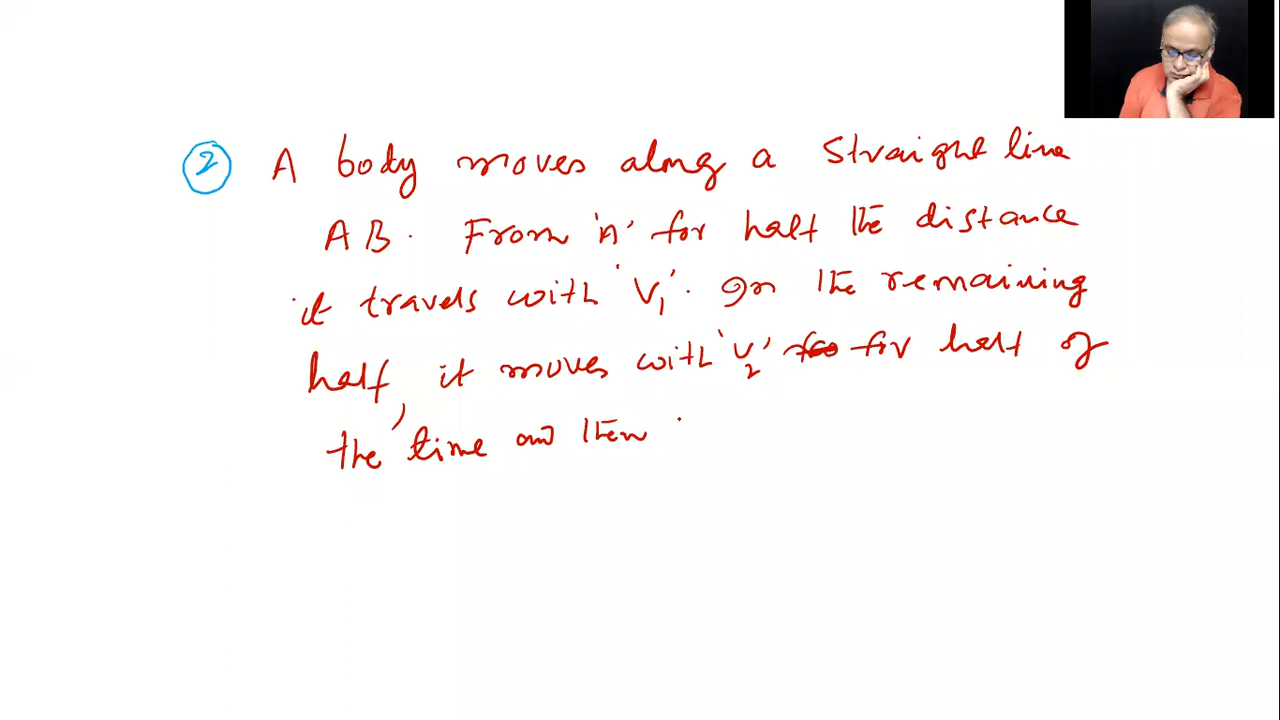 2 A body moves along a straight line
AB. From 'A' for half the distance
it travels with 'V1'. In the remaining
half, it moves with 'V2' for half of
the time and then